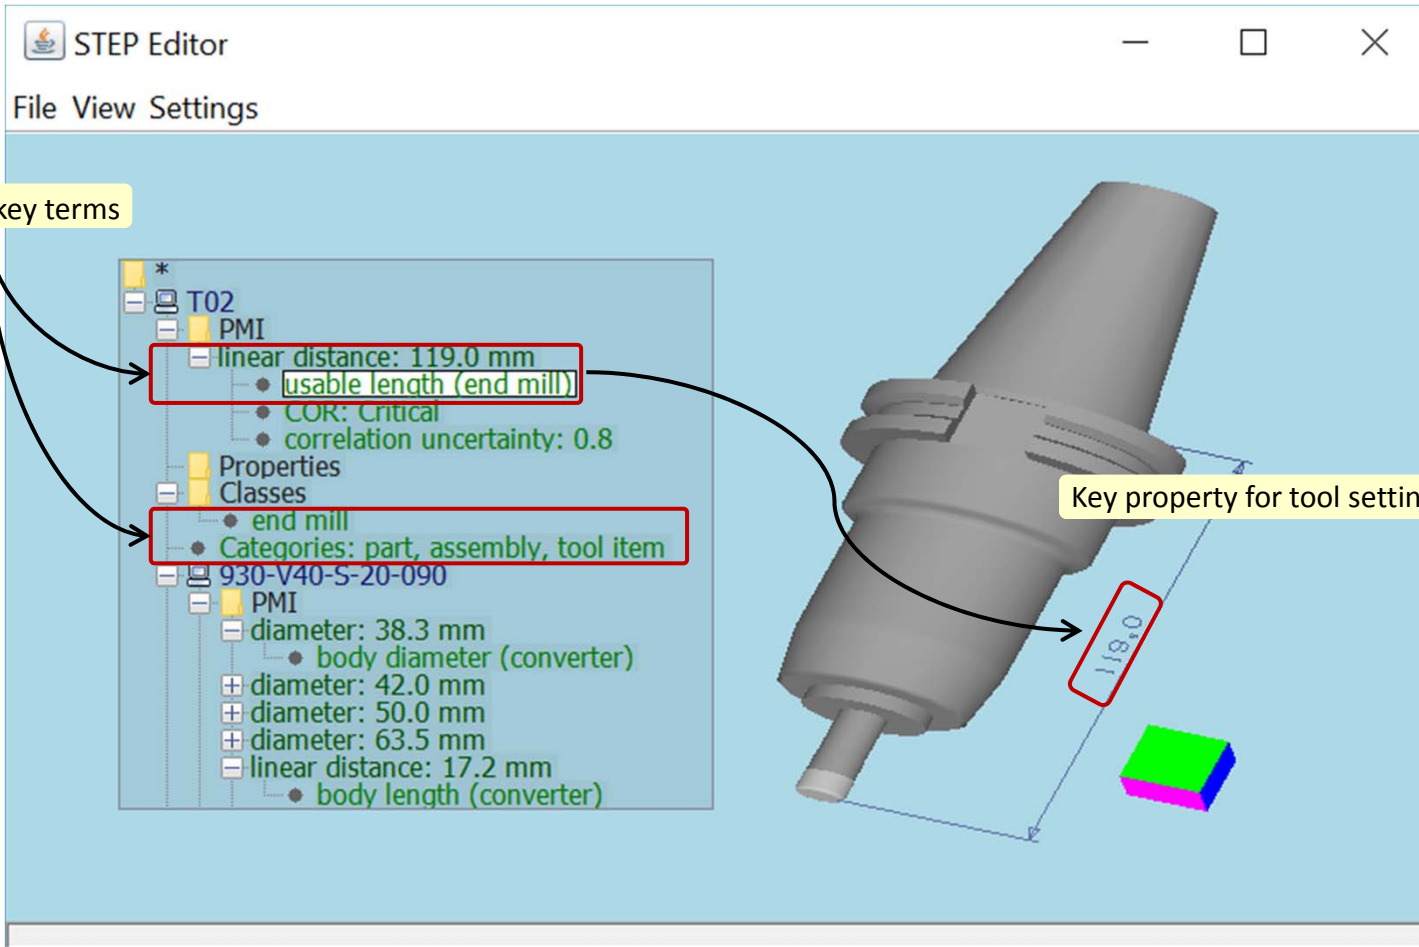 STEP Editor
File View Settings
key terms
*
T02
PMI
linear distance: 119.0 mm
usable length (end mill)
COR: Critical
correlation uncertainty: 0.8
Properties
Classes
end mill
Categories: part, assembly, tool item
930-V40-S-20-090
PMI
diameter: 38.3 mm
body diameter (converter)
diameter: 42.0 mm
diameter: 50.0 mm
diameter: 63.5 mm
linear distance: 17.2 mm
body length (converter)
Key property for tool settin